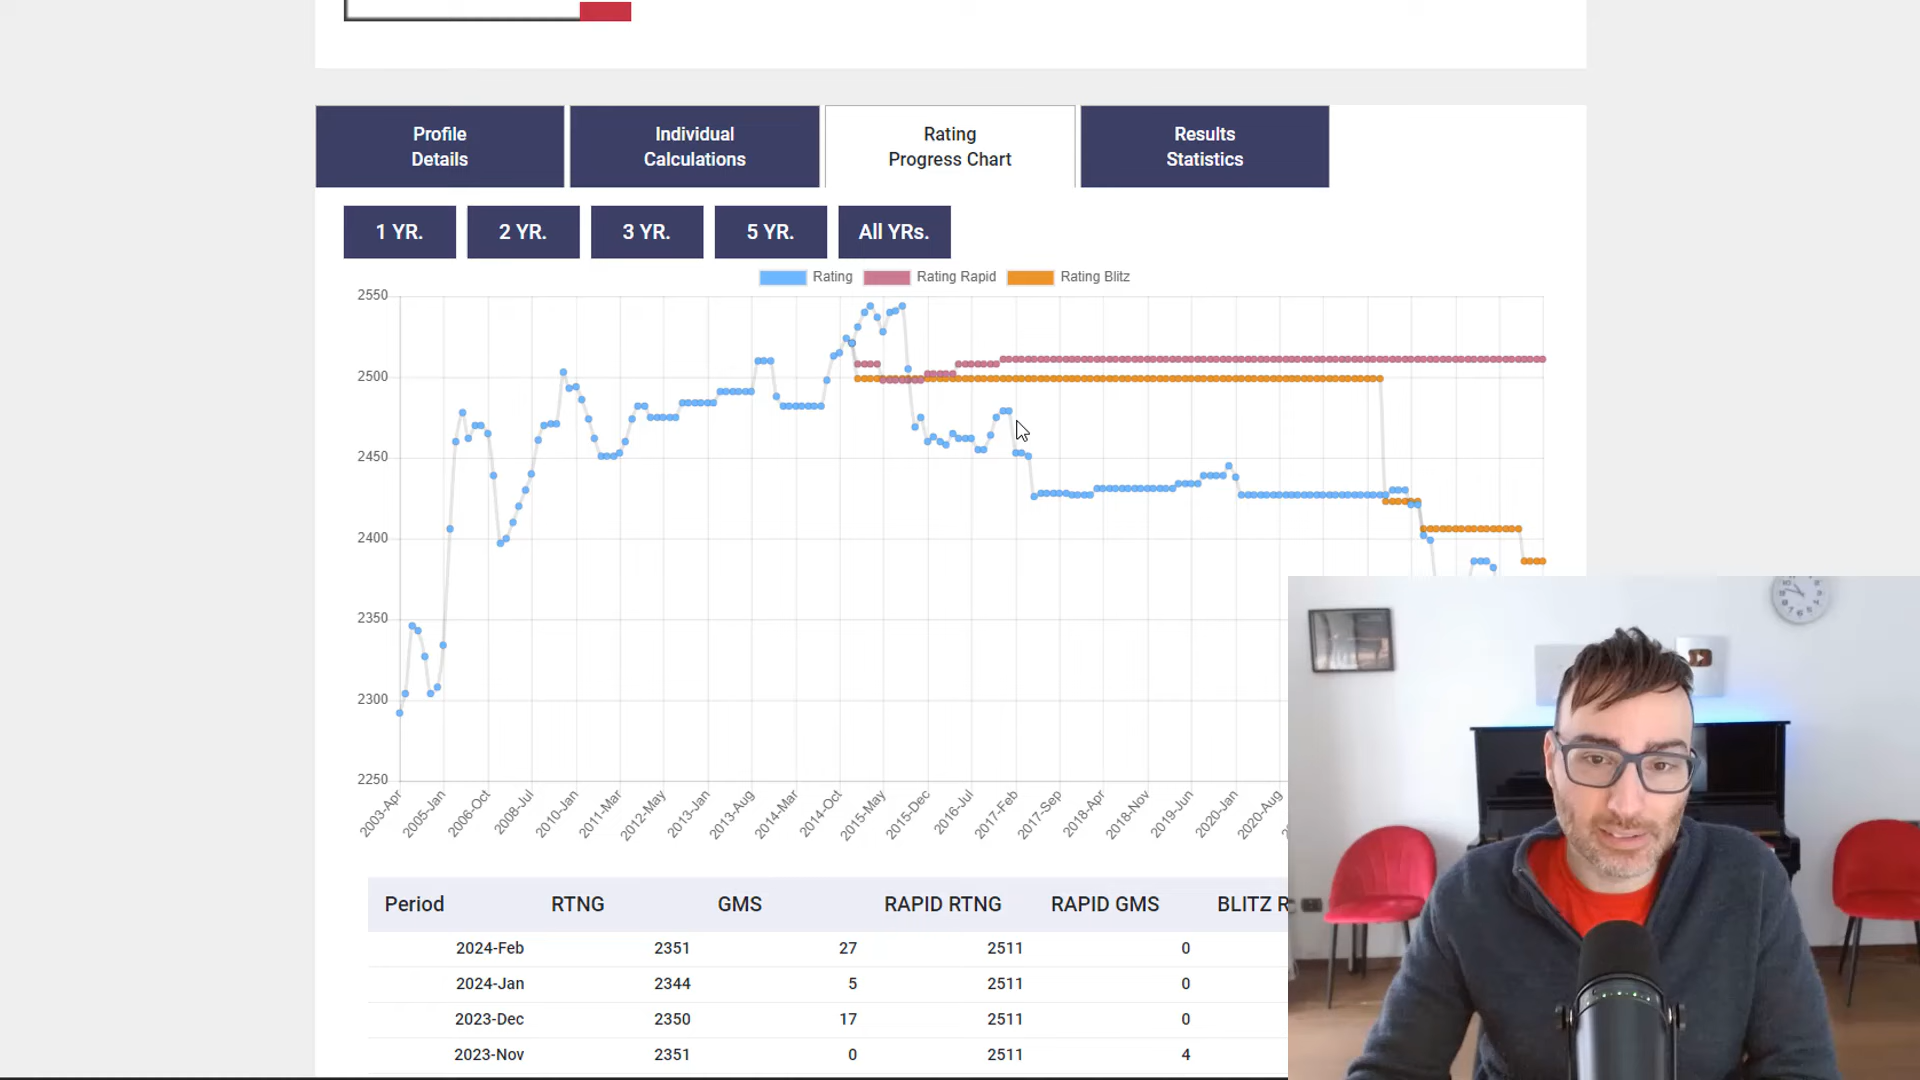 Profile
Details
Individual
Calculations
Rating
Progress Chart
Results
Statistics
1 YR.
2 YR.
3 YR.
5 YR.
All YRs.
Rating
Rating Rapid
Rating Blitz
2550
2500
2450
2400
2350
2300
2250
2003-Apr
2005-Jan
2006-Oct
2008-Jul
2010-Jan
2011-Mar
2012-May
2013-Jan
2013-Aug
2014-Mar
2014-Oct
2015-May
2015-Dec
2016-Jul
2017-Feb
2017-Sep
2018-Apr
2018-Nov
2019-Jun
2020-Jan
2020-Aug
Period RTNG GMS RAPID RTNG RAPID GMS BLITZ R
2024-Feb 2351 27 2511 0
2024-Jan 2344 5 2511 0
2023-Dec 2350 17 2511 0
2023-Nov 2351 0 2511 4